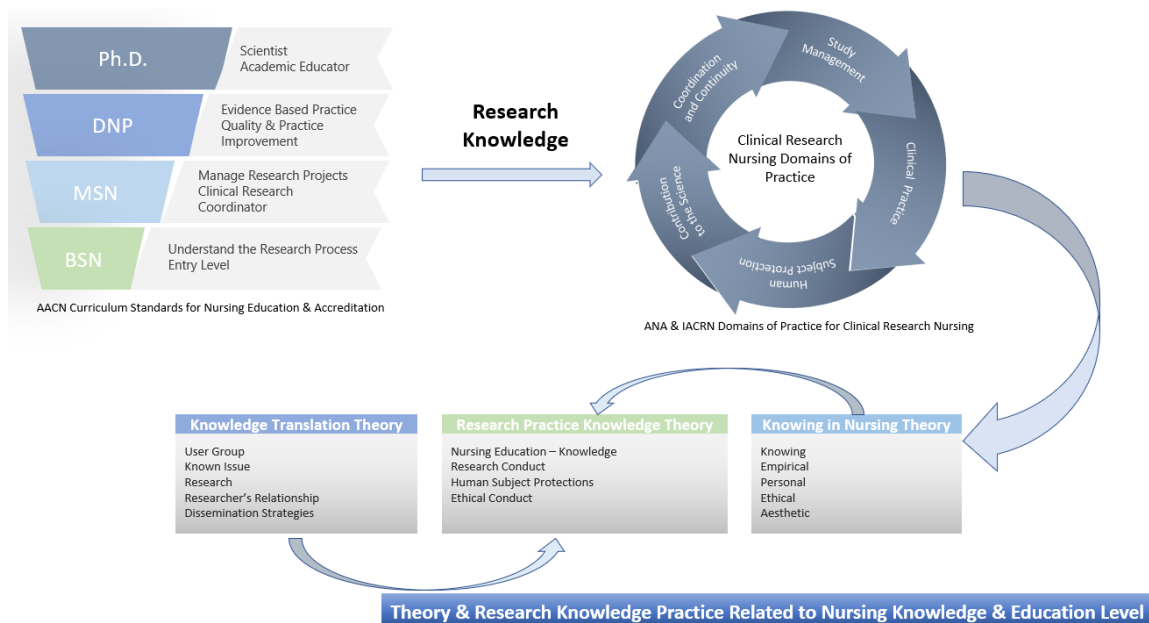 Ph.D.
Scientist
Academic Educator
DNP
Evidence Based Practice
Quality & Practice
Improvement
MSN
Manage Research Projects
Clinical Research
Coordinator
BSN
Understand the Research Process
Entry Level
AACN Curriculum Standards for Nursing Education & Accreditation
Research
Knowledge
Study
Management
Clinical Practice
Human
Subject Protection
Contribution
to the Science
Coordination
and Continuity
Clinical Research
Nursing Domains of
Practice
ANA & IACRN Domains of Practice for Clinical Research Nursing
Knowledge Translation Theory
User Group
Known Issue
Research
Researcher's Relationship
Dissemination Strategies
Research Practice Knowledge Theory
Nursing Education – Knowledge
Research Conduct
Human Subject Protections
Ethical Conduct
Knowing in Nursing Theory
Knowing
Empirical
Personal
Ethical
Aesthetic
Theory & Research Knowledge Practice Related to Nursing Knowledge & Education Level